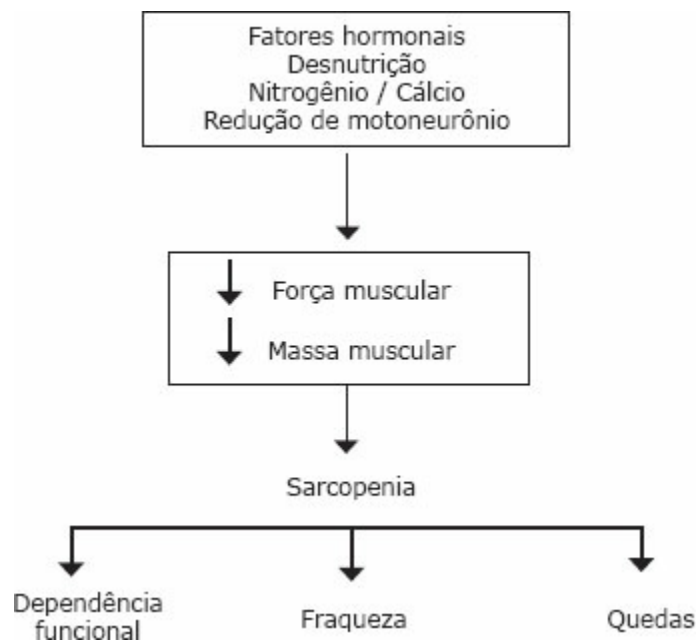 Fatores hormonais
Desnutrição
Nitrogênio / Cálcio
Redução de motoneurônio
Força muscular
Massa muscular
Sarcopenia
Dependência
funcional
Fraqueza
Quedas